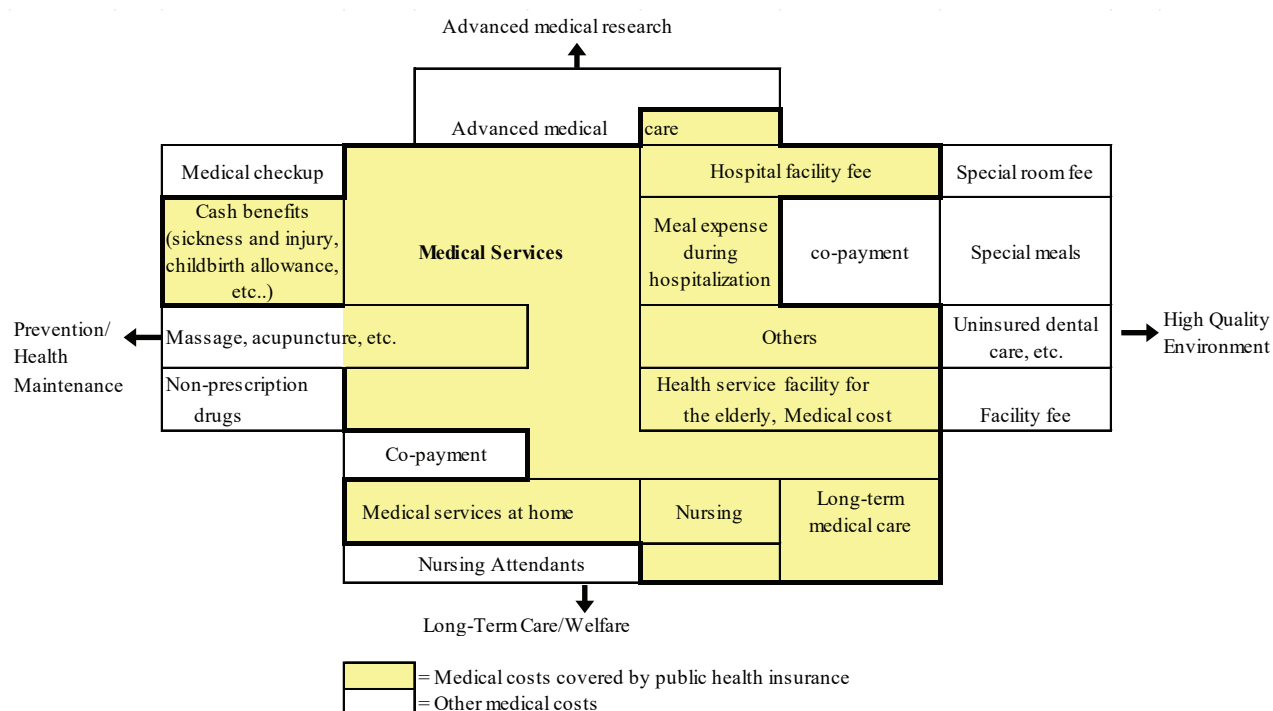 Advanced medical research
Advanced medical care
Medical checkup
Hospital facility fee
Special room fee
Cash benefits
(sickness and injury,
childbirth allowance,
etc..)
Medical Services
Meal expense
during
hospitalization
co-payment
Special meals
Prevention/
Health
Maintenance
Massage, acupuncture, etc.
Others
Uninsured dental
care, etc.
High Quality
Environment
Non-prescription
drugs
Health service facility for
the elderly, Medical cost
Facility fee
Co-payment
Medical services at home
Nursing
Long-term
medical care
Nursing Attendants
Long-Term Care/Welfare
= Medical costs covered by public health insurance
= Other medical costs